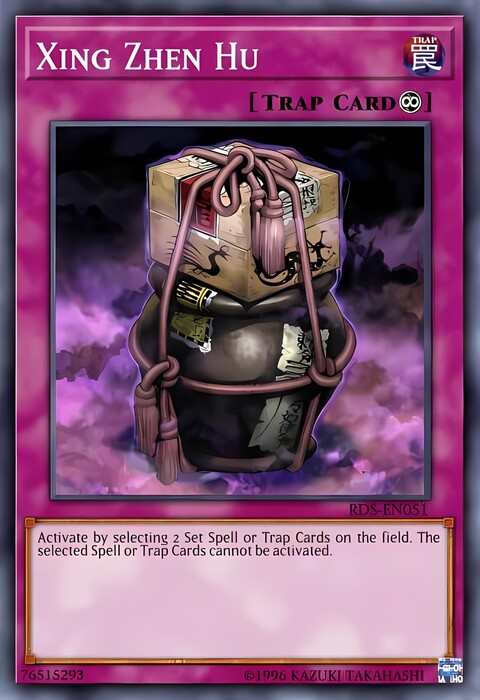 Xing Zhen Hu
TRAP
罠
[Trap Card]
RDS-EN051
Activate by selecting 2 Set Spell or Trap Cards on the field. The
selected Spell or Trap Cards cannot be activated.
76515293
©1996 KAZUKI TAKAHASHI